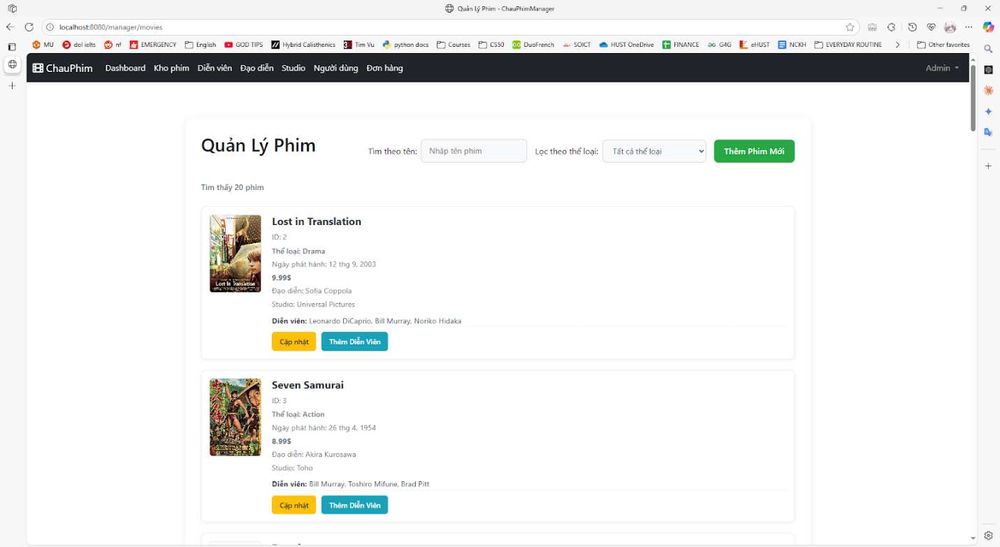 Quản Lý Phim - ChauPhimManager
localhost:8080/manager/movies
MU dol ielts nf EMERGENCY English GOD TIPS Hybrid Calisthenics Tim Vu python docs Courses CS50 DuoFrench SOICT HUST OneDrive FINANCE G4G eHUST NCKH EVERYDAY ROUTINE Other favorites
ChauPhim Dashboard Kho phim Diễn viên Đạo diễn Studio Người dùng Đơn hàng Admin
Quản Lý Phim Tìm theo tên: Nhập tên phim Lọc theo thể loại: Tất cả thể loại Thêm Phim Mới
Tìm thấy 20 phim
Lost in Translation
ID: 2
Thể loại: Drama
Ngày phát hành: 12 thg 9, 2003
9.99$
Lost In Translation
Đạo diễn: Sofia Coppola
Studio: Universal Pictures
Diễn viên: Leonardo DiCaprio, Bill Murray, Noriko Hidaka
Cập nhật Thêm Diễn Viên
七人の侍
Seven Samurai
ID: 3
Thể loại: Action
Ngày phát hành: 26 thg 4, 1954
8.99$
Đạo diễn: Akira Kurosawa
Studio: Toho
Diễn viên: Bill Murray, Toshiro Mifune, Brad Pitt
Cập nhật Thêm Diễn Viên